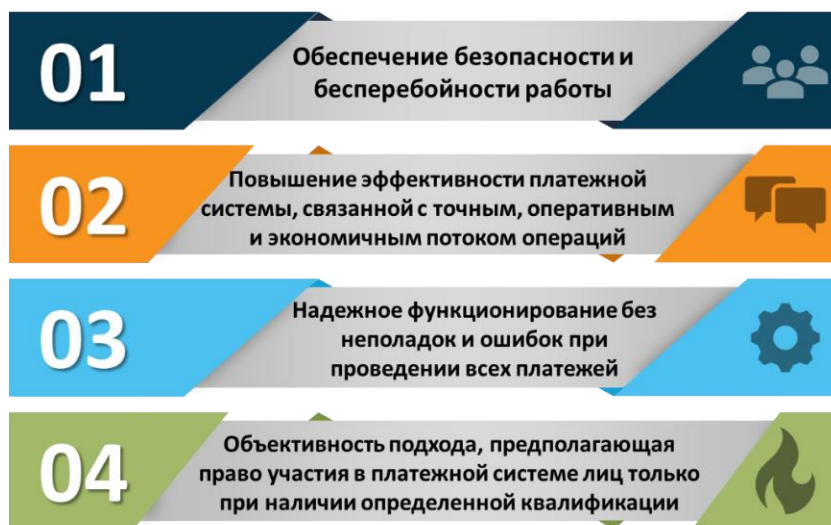 01
Обеспечение безопасности и
бесперебойности работы
02
Повышение эффективности платежной
системы, связанной с точным, оперативным
и экономичным потоком операций
03
Надежное функционирование без
неполадок и ошибок при
проведении всех платежей
04
Объективность подхода, предполагающая
право участия в платежной системе лиц только
при наличии определенной квалификации